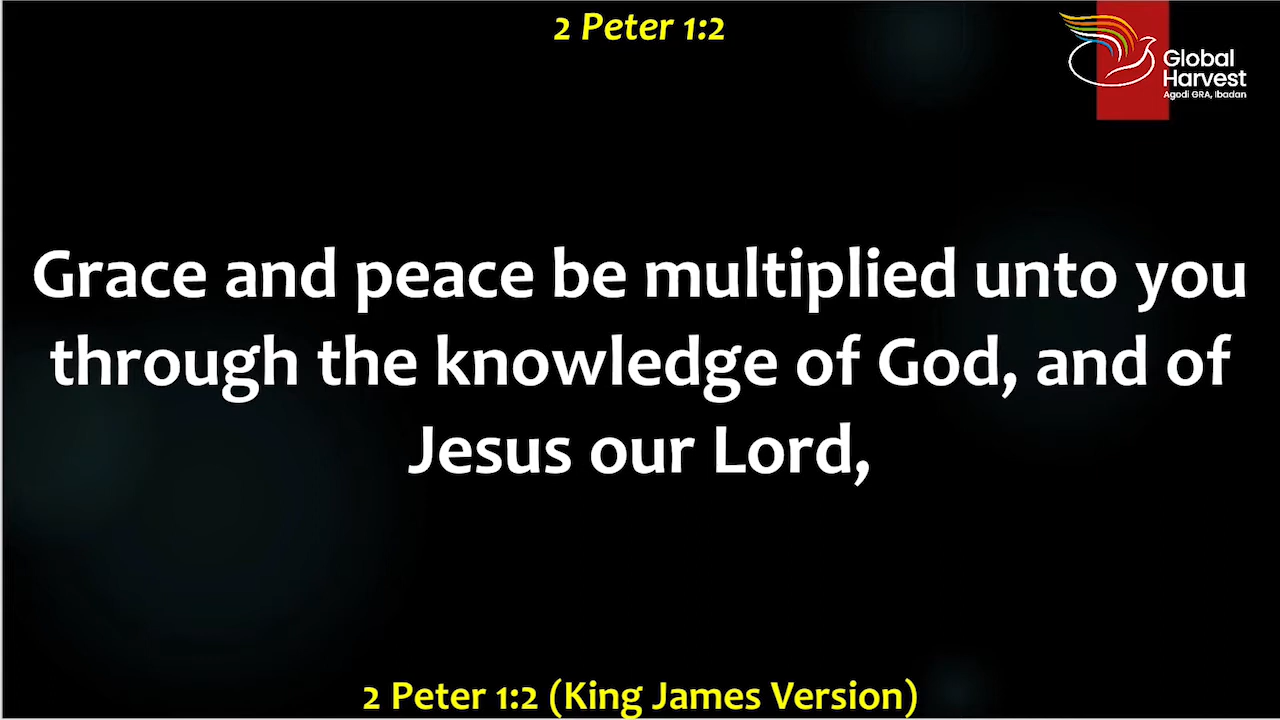 2 Peter 1:2
Global
Harvest
Agodi GRA, Ibadan
Grace and peace be multiplied unto you
through the knowledge of God, and of
Jesus our Lord,
2 Peter 1:2 (King James Version)